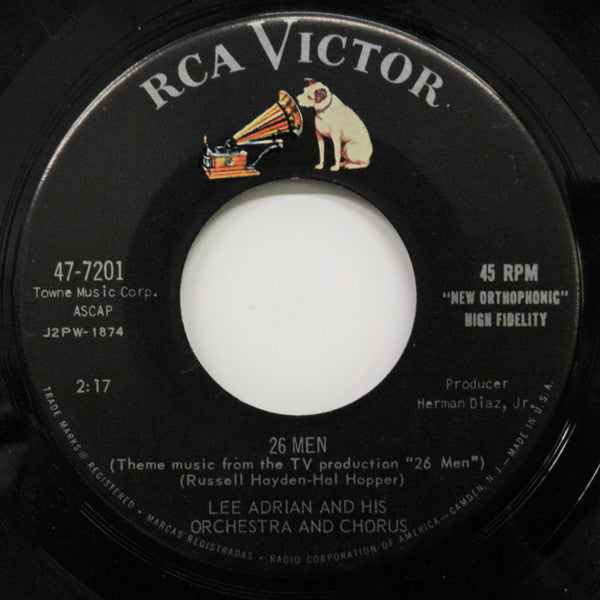 RCA VICTOR
47-7201
Towne Music Corp.
ASCAP
J2PW-1874
2:17
45 RPM
"NEW ORTHOPHONIC"
HIGH FIDELITY
Producer
Herman Diaz, Jr.
26 MEN
(Theme music from the TV production "26 Men")
(Russell Hayden-Hal Hopper)
LEE ADRIAN AND HIS
ORCHESTRA AND CHORUS
TRADE MARKS ® REGISTERED • MARCAS REGISTRADAS • RADIO CORPORATION OF AMERICA—CAMDEN, N.J.—MADE IN U.S.A.